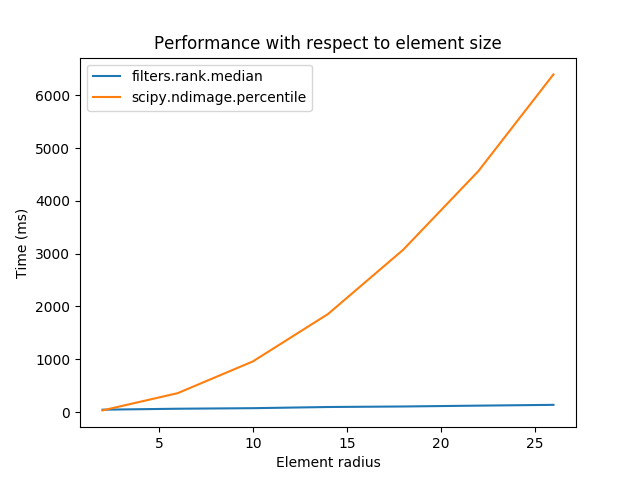 Performance with respect to element size
filters.rank.median
scipy.ndimage.percentile
Time (ms)
6000
5000
4000
3000
2000
1000
0
5
10
15
20
25
Element radius